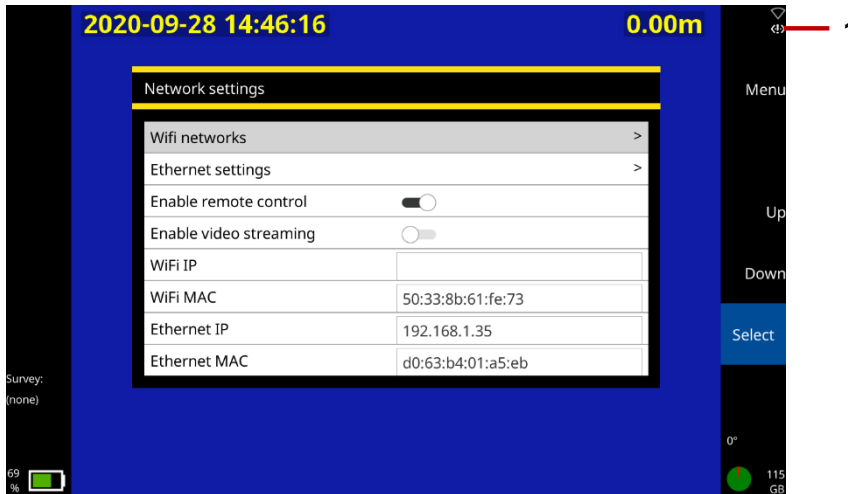 2020-09-28 14:46:16 0.00m
Network settings
Menu
Wifi networks >
Ethernet settings >
Enable remote control
Up
Enable video streaming
WiFi IP
Down
WiFi MAC 50:33:8b:61:fe:73
Ethernet IP 192.168.1.35
Select
Ethernet MAC d0:63:b4:01:a5:eb
Survey:
(none)
0°
69
%
115
GB